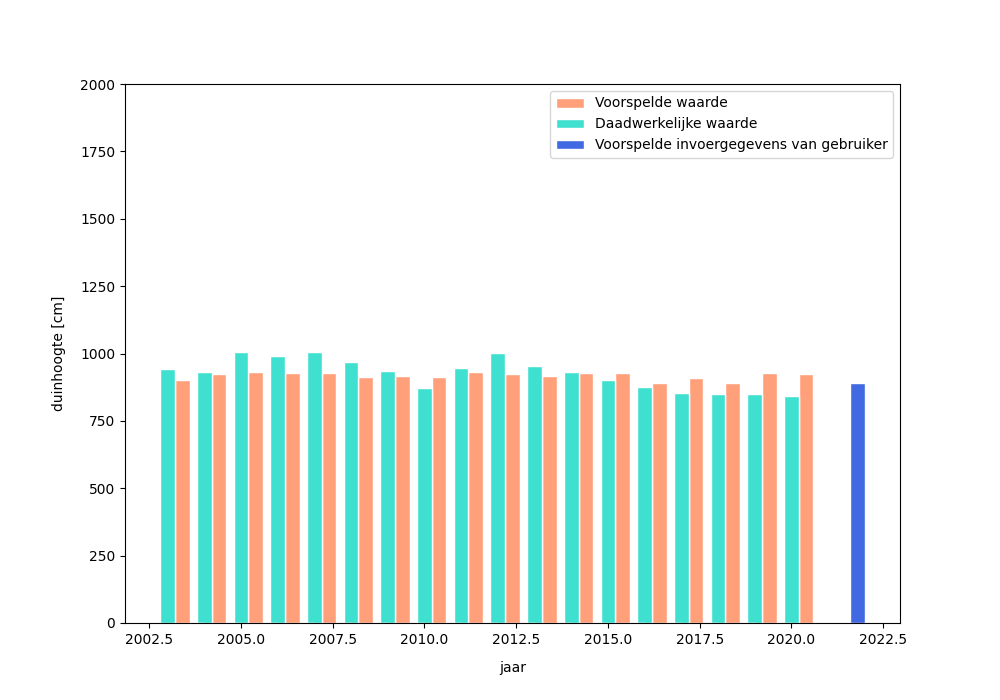 Voorspelde waarde
Daadwerkelijke waarde
Voorspelde invoergegevens van gebruiker
2000
1750
1500
1250
1000
750
500
250
0
duinhoogte [cm]
2002.5 2005.0 2007.5 2010.0 2012.5 2015.0 2017.5 2020.0 2022.5
jaar